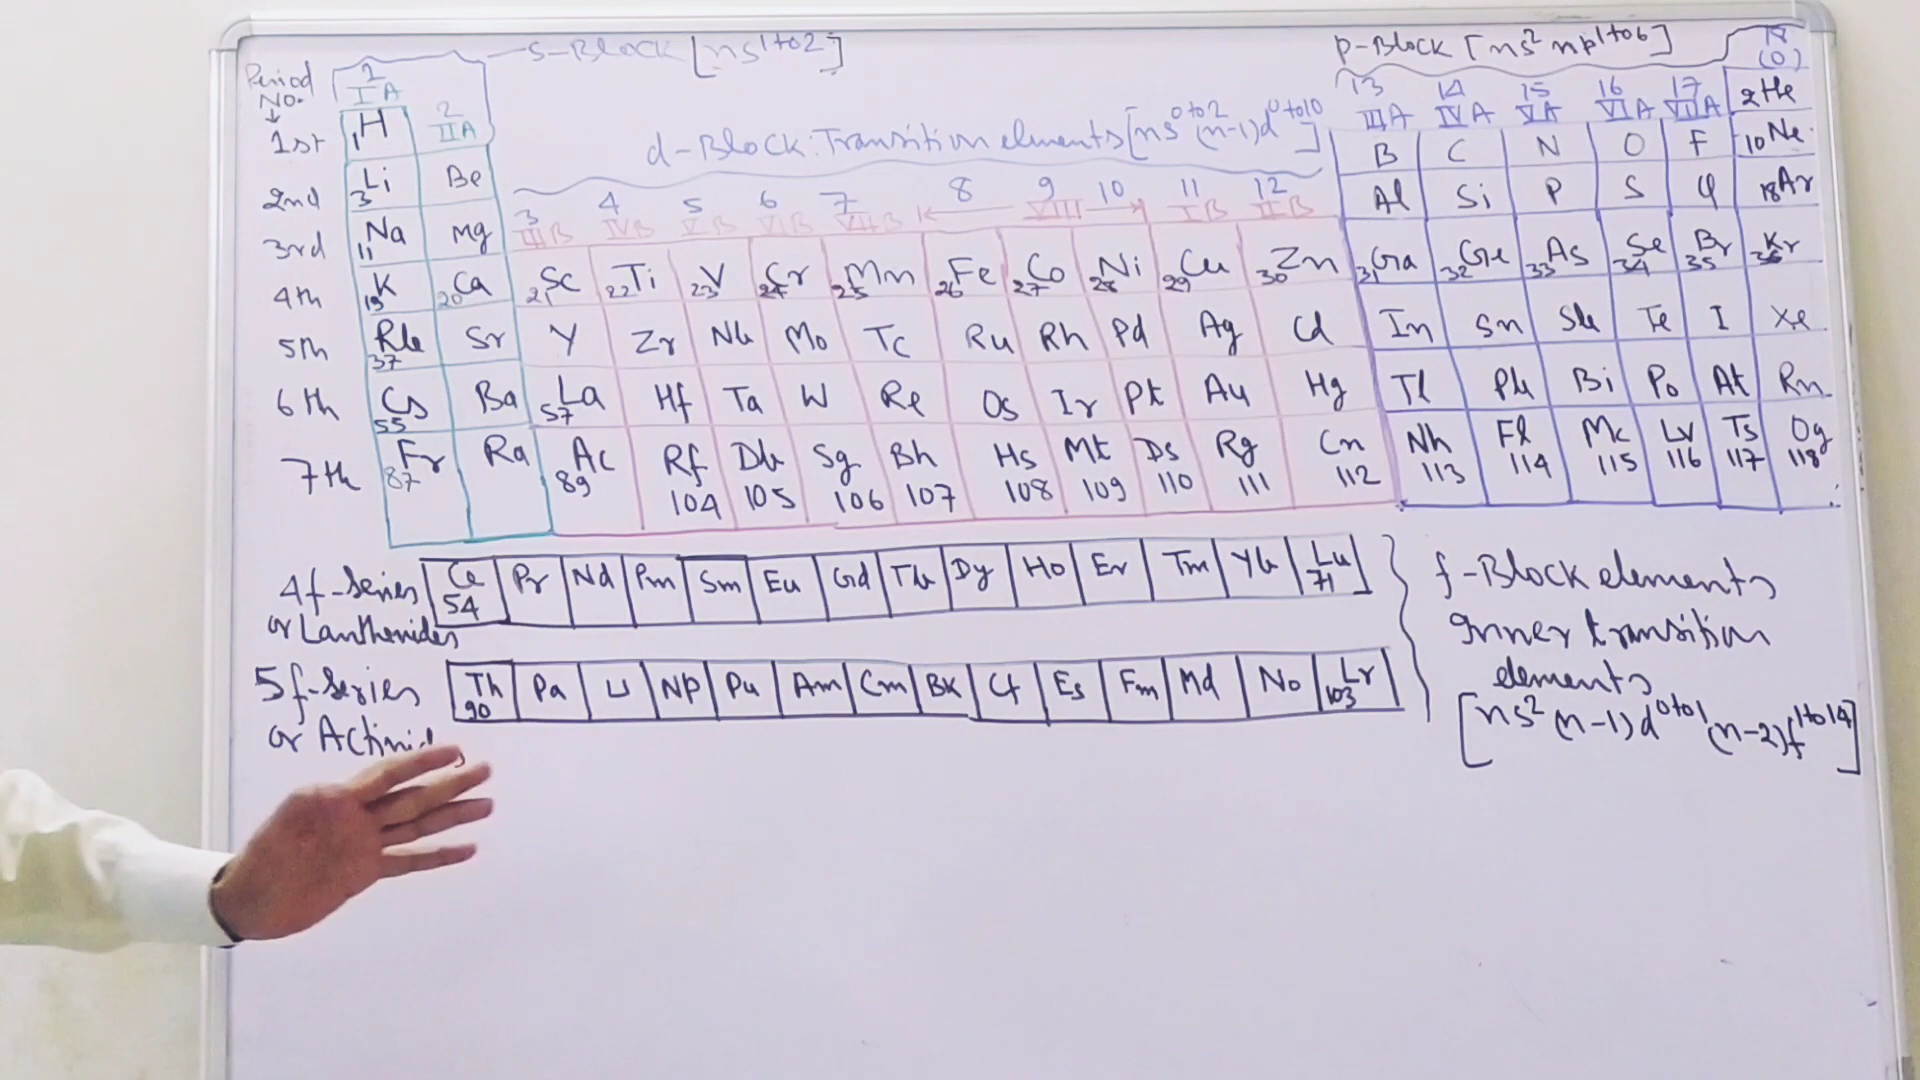 s-Block [ns¹ᵗᵒ²]
p-Block [ns² np¹ᵗᵒ⁶]
18
(0)
Period
No.
↓
1
IA
2
IIA
13 14 15 16 17
IIIA IVA VA VIA VIIA
₂He
d-Block: Transition elements [ns⁰ᵗᵒ² (n-1)d⁰ᵗᵒ¹⁰]
1st ₁H
2nd ₃Li Be B C N O F ₁₀Ne
3 4 5 6 7 8 9 10 11 12
IIIB IVB VB VIB VIIB ← VIII → IB IIB
3rd ₁₁Na Mg Al Si P S Cl ₁₈Ar
4th ₁₉K ₂₀Ca ₂₁Sc ₂₂Ti ₂₃V ₂₄Cr ₂₅Mn ₂₆Fe ₂₇Co ₂₈Ni ₂₉Cu ₃₀Zn ₃₁Ga ₃₂Ge ₃₃As Se Br ₃₆Kr
34 35
5th Rb Sr Y Zr Nb Mo Tc Ru Rh Pd Ag Cd In Sn Sb Te I Xe
37
6th Cs Ba ₅₇La Hf Ta W Re Os Ir Pt Au Hg Tl Pb Bi Po At Rn
55
7th Fr Ra Ac Rf Db Sg Bh Hs Mt Ds Rg Cn Nh Fl Mc Lv Ts Og
87 89 104 105 106 107 108 109 110 111 112 113 114 115 116 117 118
4f-Series Ce Pr Nd Pm Sm Eu Gd Tb Dy Ho Er Tm Yb Lu
54 71
or Lanthenides
5f-Series Th Pa U Np Pu Am Cm Bk Cf Es Fm Md No Lr
90 103
or
f-Block elements
Inner transition
elements
[ns² (n-1)d⁰ᵗᵒ¹ (n-2)f¹ᵗᵒ¹⁴]